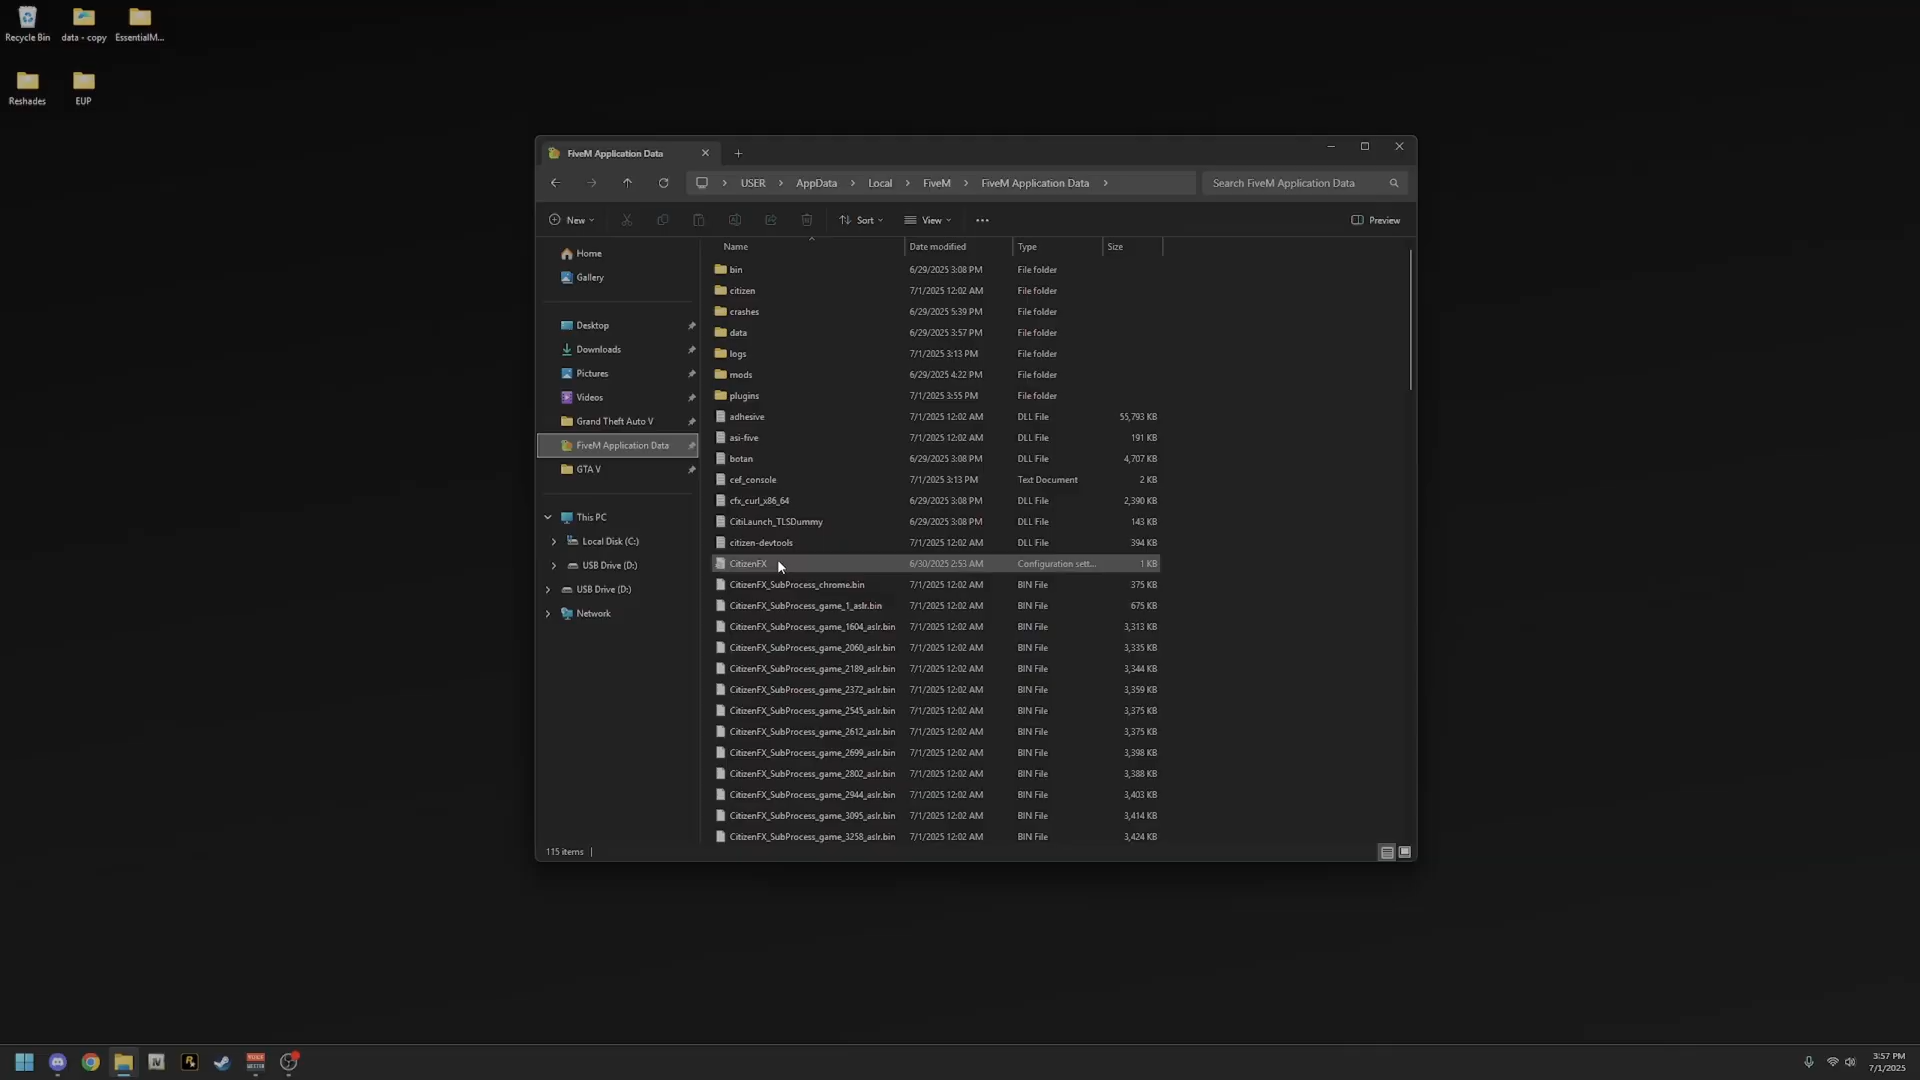 Recycle Bin
data - copy
EssentialM...
Reshades
EUP
FiveM Application Data
USER > AppData > Local > FiveM > FiveM Application Data >
Search FiveM Application Data
New
Sort
View
Preview
Home
Gallery
Desktop
Downloads
Pictures
Videos
Grand Theft Auto V
FiveM Application Data
GTA V
This PC
Local Disk (C:)
USB Drive (D:)
USB Drive (D:)
Network
Name Date modified Type Size
bin 6/29/2025 3:08 PM File folder
citizen 7/1/2025 12:02 AM File folder
crashes 6/29/2025 5:39 PM File folder
data 6/29/2025 3:57 PM File folder
logs 7/1/2025 3:13 PM File folder
mods 6/29/2025 4:22 PM File folder
plugins 7/1/2025 3:55 PM File folder
adhesive 7/1/2025 12:02 AM DLL File 55,793 KB
asi-five 7/1/2025 12:02 AM DLL File 191 KB
botan 6/29/2025 3:08 PM DLL File 4,707 KB
cef_console 7/1/2025 3:13 PM Text Document 2 KB
cfx_curl_x86_64 6/29/2025 3:08 PM DLL File 2,390 KB
CitiLaunch_TLSDummy 6/29/2025 3:08 PM DLL File 143 KB
citizen-devtools 7/1/2025 12:02 AM DLL File 394 KB
CitizenFX 6/30/2025 2:53 AM Configuration sett... 1 KB
CitizenFX_SubProcess_chrome.bin 7/1/2025 12:02 AM BIN File 375 KB
CitizenFX_SubProcess_game_1_aslr.bin 7/1/2025 12:02 AM BIN File 675 KB
CitizenFX_SubProcess_game_1604_aslr.bin 7/1/2025 12:02 AM BIN File 3,313 KB
CitizenFX_SubProcess_game_2060_aslr.bin 7/1/2025 12:02 AM BIN File 3,335 KB
CitizenFX_SubProcess_game_2189_aslr.bin 7/1/2025 12:02 AM BIN File 3,344 KB
CitizenFX_SubProcess_game_2372_aslr.bin 7/1/2025 12:02 AM BIN File 3,359 KB
CitizenFX_SubProcess_game_2545_aslr.bin 7/1/2025 12:02 AM BIN File 3,375 KB
CitizenFX_SubProcess_game_2612_aslr.bin 7/1/2025 12:02 AM BIN File 3,375 KB
CitizenFX_SubProcess_game_2699_aslr.bin 7/1/2025 12:02 AM BIN File 3,398 KB
CitizenFX_SubProcess_game_2802_aslr.bin 7/1/2025 12:02 AM BIN File 3,388 KB
CitizenFX_SubProcess_game_2944_aslr.bin 7/1/2025 12:02 AM BIN File 3,403 KB
CitizenFX_SubProcess_game_3095_aslr.bin 7/1/2025 12:02 AM BIN File 3,414 KB
CitizenFX_SubProcess_game_3258_aslr.bin 7/1/2025 12:02 AM BIN File 3,424 KB
115 items
3:57 PM
7/1/2025